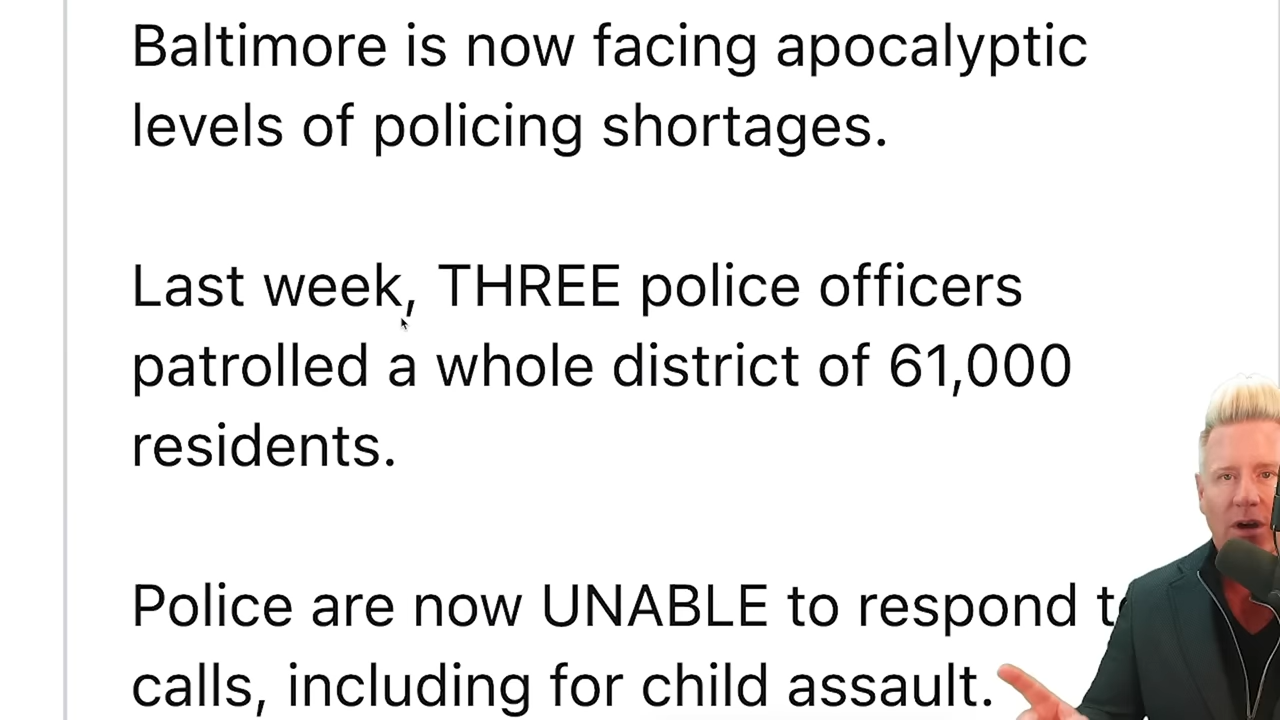 Baltimore is now facing apocalyptic
levels of policing shortages.
Last week, THREE police officers
patrolled a whole district of 61,000
residents.
Police are now UNABLE to respond to
calls, including for child assault.